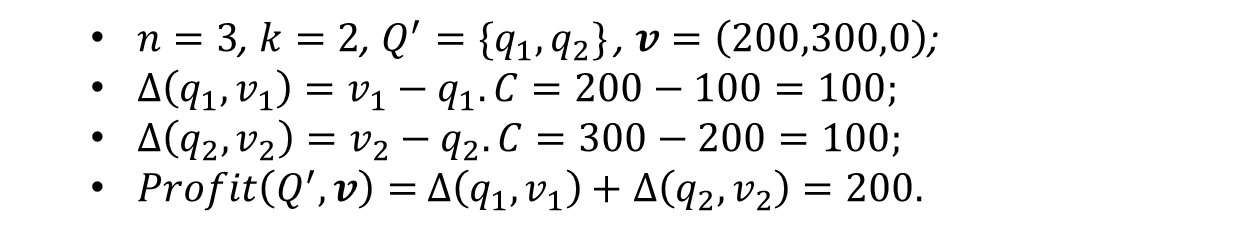 • n = 3, k = 2, Q′ = {q₁,q₂}, v = (200,300,0);
• Δ(q₁,v₁) = v₁ − q₁.C = 200 − 100 = 100;
• Δ(q₂,v₂) = v₂ − q₂.C = 300 − 200 = 100;
• Profit(Q′,v) = Δ(q₁,v₁) + Δ(q₂,v₂) = 200.